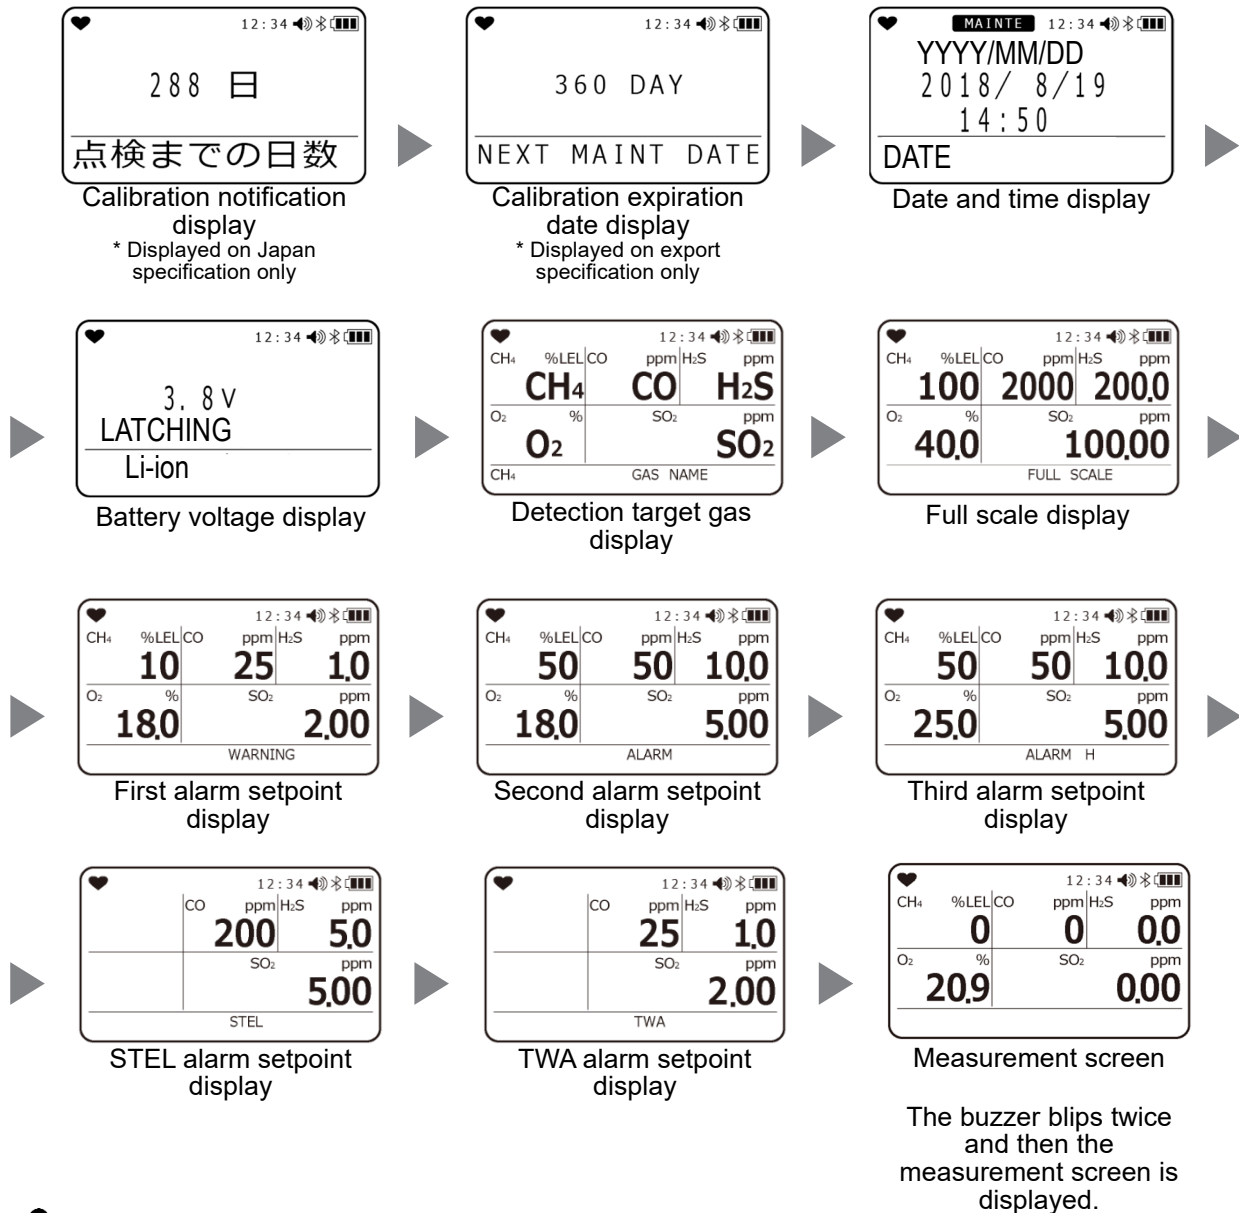 12:34
288 日
点検までの日数
Calibration notification
display
* Displayed on Japan
specification only
12:34
360 DAY
NEXT MAINT DATE
Calibration expiration
date display
* Displayed on export
specification only
MAINTE 12:34
YYYY/MM/DD
2018/ 8/19
14:50
DATE
Date and time display
12:34
3. 8V
LATCHING
Li-ion
Battery voltage display
12:34
CH₄ %LEL CO ppm H₂S ppm
CH₄ CO H₂S
O₂ % SO₂ ppm
O₂ SO₂
CH₄ GAS NAME
Detection target gas
display
12:34
CH₄ %LEL CO ppm H₂S ppm
100 2000 200.0
O₂ % SO₂ ppm
40.0 100.00
FULL SCALE
Full scale display
12:34
CH₄ %LEL CO ppm H₂S ppm
10 25 1.0
O₂ % SO₂ ppm
18.0 2.00
WARNING
First alarm setpoint
display
12:34
CH₄ %LEL CO ppm H₂S ppm
50 50 10.0
O₂ % SO₂ ppm
18.0 5.00
ALARM
Second alarm setpoint
display
12:34
CH₄ %LEL CO ppm H₂S ppm
50 50 10.0
O₂ % SO₂ ppm
25.0 5.00
ALARM H
Third alarm setpoint
display
12:34
CO ppm H₂S ppm
200 5.0
SO₂ ppm
5.00
STEL
STEL alarm setpoint
display
12:34
CO ppm H₂S ppm
25 1.0
SO₂ ppm
2.00
TWA
TWA alarm setpoint
display
12:34
CH₄ %LEL CO ppm H₂S ppm
0 0 0.0
O₂ % SO₂ ppm
20.9 0.00
Measurement screen
The buzzer blips twice
and then the
measurement screen is
displayed.